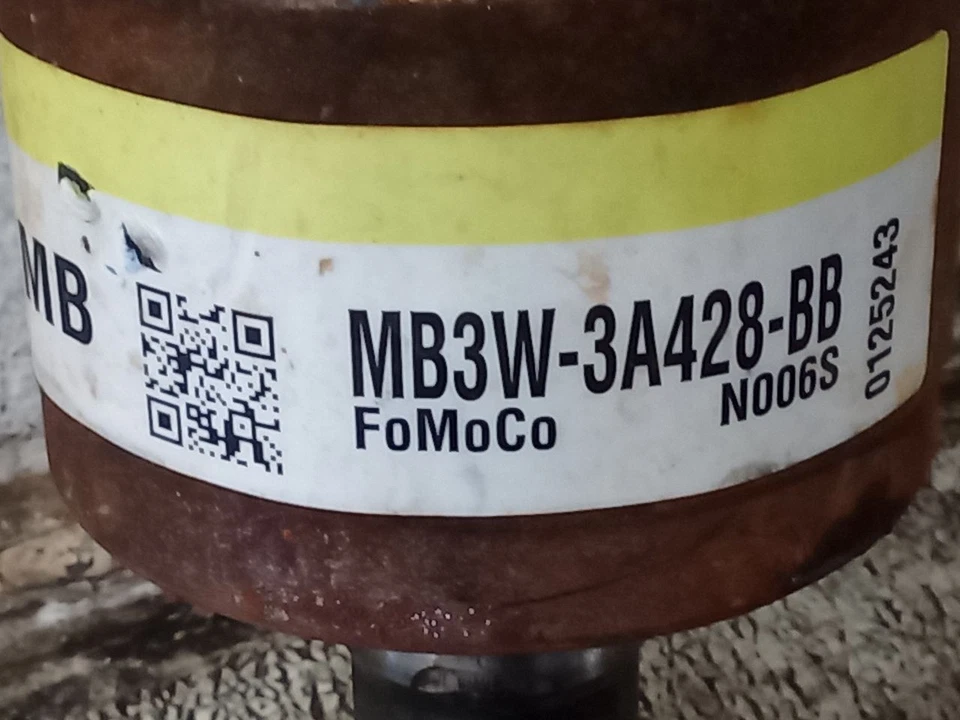 MB
MB3W-3A428-BB
FoMoCo
N006S
0125243